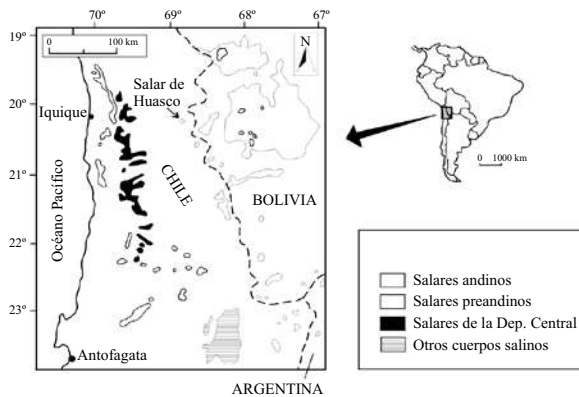 70°
69°
68°
67°
19°
20°
21°
22°
23°
0 100 km
N
Salar de
Huasco
Iquique
Océano Pacífico
CHILE
BOLIVIA
Antofagata
ARGENTINA
0 1000 km
Salares andinos
Salares preandinos
Salares de la Dep. Central
Otros cuerpos salinos